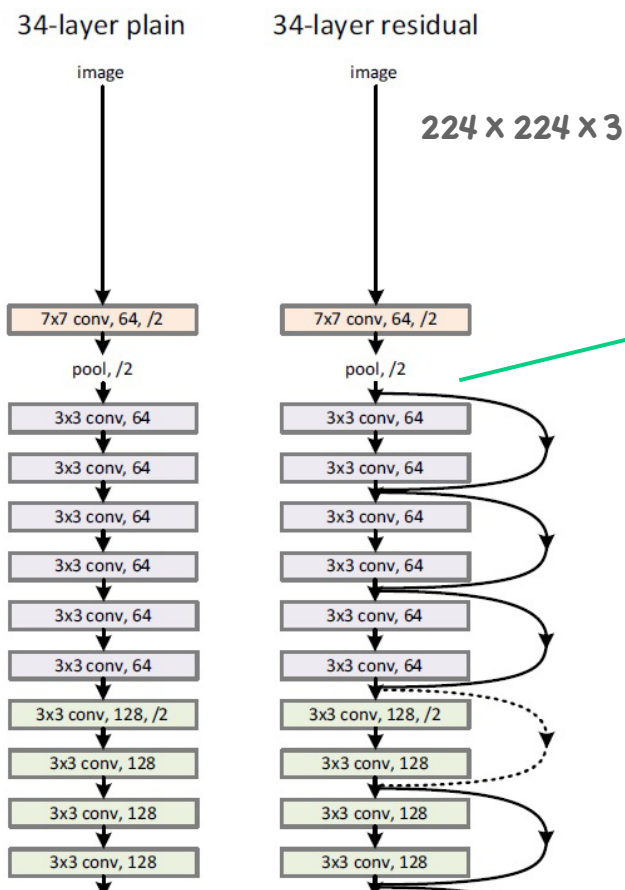 34-layer plain
image
7x7 conv, 64, /2
pool, /2
3x3 conv, 64
3x3 conv, 64
3x3 conv, 64
3x3 conv, 64
3x3 conv, 64
3x3 conv, 64
3x3 conv, 128, /2
3x3 conv, 128
3x3 conv, 128
3x3 conv, 128
34-layer residual
image
224 x 224 x 3
7x7 conv, 64, /2
pool, /2
3x3 conv, 64
3x3 conv, 64
3x3 conv, 64
3x3 conv, 64
3x3 conv, 64
3x3 conv, 64
3x3 conv, 128, /2
3x3 conv, 128
3x3 conv, 128
3x3 conv, 128